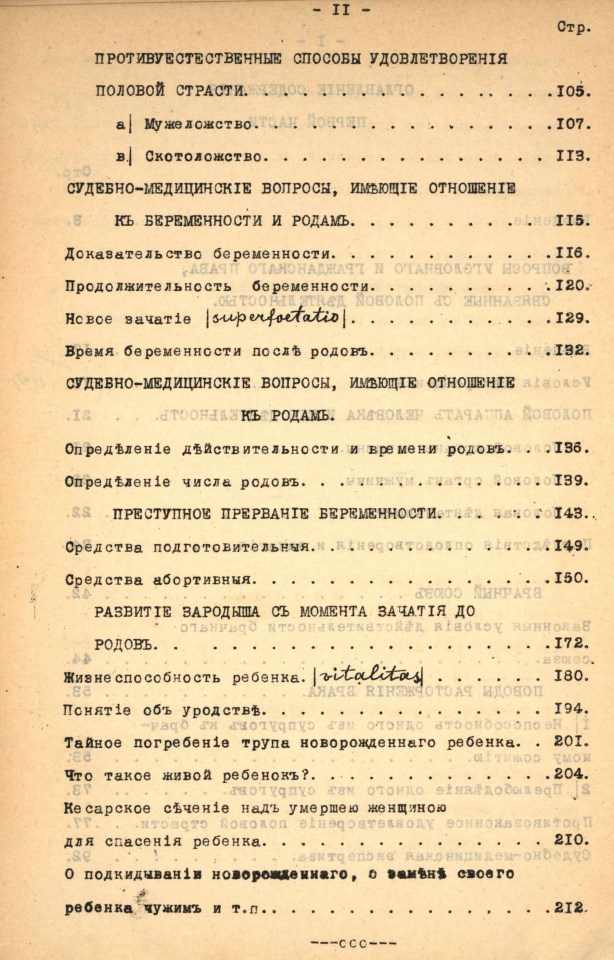 - II -
Стр.
ПРОТИВУЕСТЕСТВЕННЫЕ СПОСОБЫ УДОВЛЕТВОРЕНІЯ
ПОЛОВОЙ СТРАСТИ. . . . . . . . . . . . . . . . . 105.
а/ Мужеложство. . . . . . . . . . . . . . . . 107.
в/ Скотоложство. . . . . . . . . . . . . . . 113.
СУДЕБНО-МЕДИЦИНСКІЕ ВОПРОСЫ, ИМѢЮЩІЕ ОТНОШЕНІЕ
КЪ БЕРЕМЕННОСТИ И РОДАМЪ. . . . . . . . . . 115.
Доказательство беременности. . . . . . . . . . . 116.
Продолжительность беременности. . . . . . . . . 120.
Новое зачатіе /superfoetatio/. . . . . . . . . . 129.
Время беременности послѣ родовъ. . . . . . . . . 132.
СУДЕБНО-МЕДИЦИНСКІЕ ВОПРОСЫ, ИМѢЮЩІЕ ОТНОШЕНІЕ
КЪ РОДАМЪ.
Опредѣленіе дѣйствительности и времени родовъ. . . 136.
Опредѣленіе числа родовъ. . . . . . . . . . . . 139.
ПРЕСТУПНОЕ ПРЕРВАНІЕ БЕРЕМЕННОСТИ. . . . . . 143.
Средства подготовительныя. . . . . . . . . . . . 149.
Средства абортивныя. . . . . . . . . . . . . . . 150.
РАЗВИТІЕ ЗАРОДЫША СЪ МОМЕНТА ЗАЧАТІЯ ДО
РОДОВЪ. . . . . . . . . . . . . . . . . . . . 172.
Жизнеспособность ребенка. /vitalitas/ . . . . . . 180.
Понятіе объ уродствѣ. . . . . . . . . . . . . . 194.
Тайное погребеніе трупа новорожденнаго ребенка. . 201.
Что такое живой ребенокъ?. . . . . . . . . . . . 204.
Кесарское сѣченіе надъ умершею женщиною
для спасенія ребенка. . . . . . . . . . . . . . 210.
О подкидываніи новорожденнаго, о замѣнѣ своего
ребенка чужимъ и т.п. . . . . . . . . . . . . . 212.
---ссс---